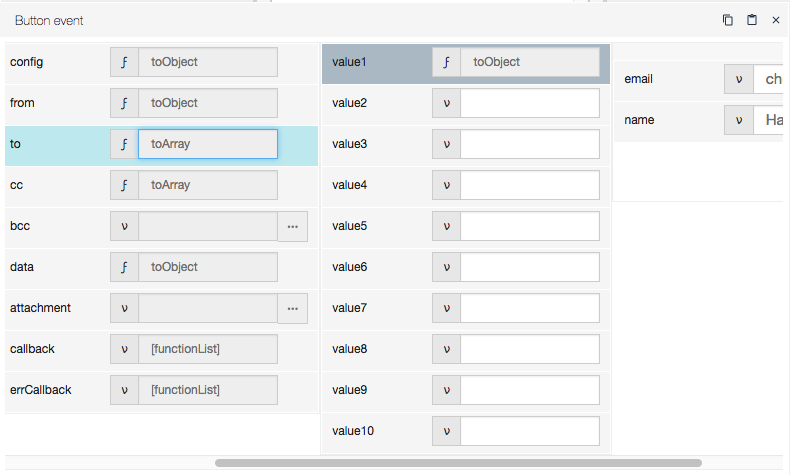 Button event
config ƒ toObject
from ƒ toObject
to ƒ toArray
cc ƒ toArray
bcc ν ...
data ƒ toObject
attachment ν ...
callback ν [functionList]
errCallback ν [functionList]
value1 ƒ toObject
value2 ν
value3 ν
value4 ν
value5 ν
value6 ν
value7 ν
value8 ν
value9 ν
value10 ν
email ν ch
name ν Ha